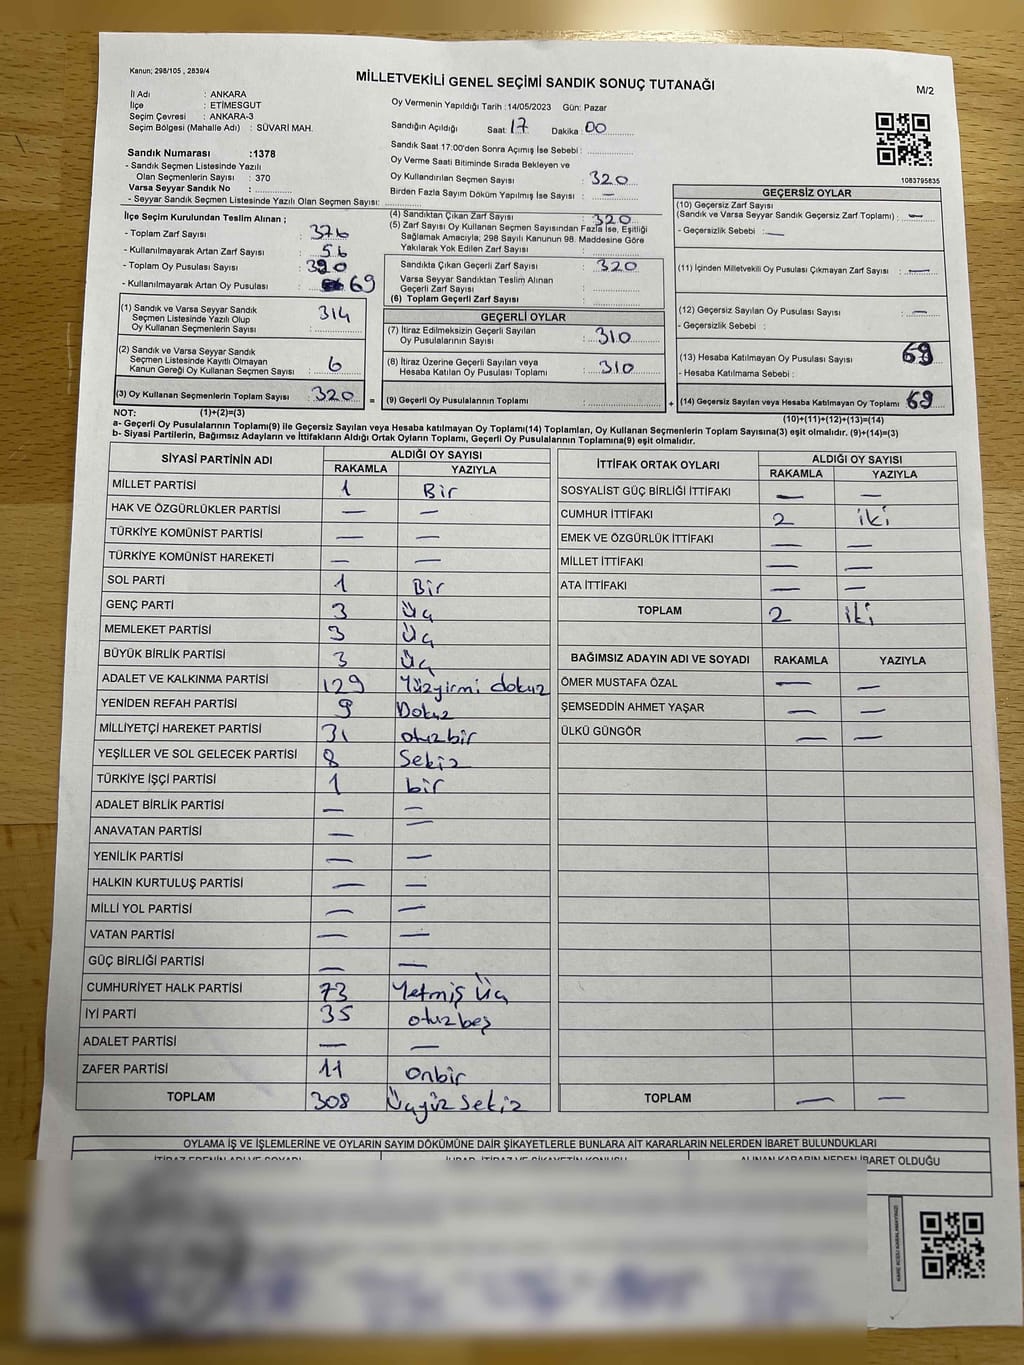 Kanun; 298/105 , 2839/4
MİLLETVEKİLİ GENEL SEÇİMİ SANDIK SONUÇ TUTANAĞI
M/2
İl Adı : ANKARA
İlçe : ETİMESGUT
Seçim Çevresi : ANKARA-3
Seçim Bölgesi (Mahalle Adı) : SÜVARİ MAH.
Oy Vermenin Yapıldığı Tarih : 14/05/2023 Gün: Pazar
Sandığın Açıldığı Saat 17 Dakika 00
Sandık Saat 17:00'den Sonra Açımış İse Sebebi :
Oy Verme Saati Bitiminde Sırada Bekleyen ve
Oy Kullandırılan Seçmen Sayısı : 320
Birden Fazla Sayım Döküm Yapılmış İse Sayısı : —
1083795835
Sandık Numarası :1378
- Sandık Seçmen Listesinde Yazılı
Olan Seçmenlerin Sayısı : 370
Varsa Seyyar Sandık No :
- Seyyar Sandık Listesinde Yazılı Olan Seçmen Sayısı:
İlçe Seçim Kurulundan Teslim Alınan ;
- Toplam Zarf Sayısı : 376
- Kullanılmayarak Artan Zarf Sayısı : 56
- Toplam Oy Pusulası Sayısı :
- Kullanılmayarak Artan Oy Pusulası : 69
(1) Sandık ve Varsa Seyyar Sandık
Seçmen Listesinde Yazılı Olup
Oy Kullanan Seçmenlerin Sayısı : 314
(2) Sandık ve Varsa Seyyar Sandık
Seçmen Listesinde Kayıtlı Olmayan
Kanun Gereği Oy Kullanan Seçmen Sayısı : 6
(3) Oy Kullanan Seçmenlerin Toplam Sayısı : 320
(4) Sandıktan Çıkan Zarf Sayısı : 320
(5) Zarf Sayısı Oy Kullanan Seçmen Sayısından Fazla İse, Eşitliği
Sağlamak Amacıyla; 298 Sayılı Kanunun 98. Maddesine Göre
Yakılarak Yok Edilen Zarf Sayısı :
Sandıkta Çıkan Geçerli Zarf Sayısı : 320
Varsa Seyyar Sandıktan Teslim Alınan
Geçerli Zarf Sayısı :
(6) Toplam Geçerli Zarf Sayısı :
GEÇERLİ OYLAR
(7) İtiraz Edilmeksizin Geçerli Sayılan
Oy Pusulalarının Sayısı : 310
(8) İtiraz Üzerine Geçerli Sayılan veya
Hesaba Katılan Oy Pusulası Toplamı : 310
= (9) Geçerli Oy Pusulalarının Toplamı :
GEÇERSİZ OYLAR
(10) Geçersiz Zarf Sayısı
(Sandık ve Varsa Seyyar Sandık Geçersiz Zarf Toplamı) : —
- Geçersizlik Sebebi : —
(11) İçinden Milletvekili Oy Pusulası Çıkmayan Zarf Sayısı : —
(12) Geçersiz Sayılan Oy Pusulası Sayısı : —
- Geçersizlik Sebebi :
(13) Hesaba Katılmayan Oy Pusulası Sayısı : 69
- Hesaba Katılmama Sebebi :
+ (14) Geçersiz Sayılan veya Hesaba Katılmayan Oy Toplamı : 69
NOT: (1)+(2)=(3)
(10)+(11)+(12)+(13)=(14)
a- Geçerli Oy Pusulasının Toplamı(9) ile Geçersiz Sayılan veya Hesaba Katılmayan Oy Toplamı(14) Toplamları, Oy Kullanan Seçmenlerin Toplam Sayısına(3) eşit olmalıdır. (9)+(14)=(3)
b- Siyasi Partilerin, Bağımsız Adayların ve İttifakların Aldığı Ortak Oyların Toplamı, Geçerli Oy Pusulalarının Toplamına(9) eşit olmalıdır.
SİYASİ PARTİNİN ADI ALDIĞI OY SAYISI
RAKAMLA YAZIYLA
MİLLET PARTİSİ 1 Bir
HAK VE ÖZGÜRLÜKLER PARTİSİ — —
TÜRKİYE KOMÜNİST PARTİSİ — —
TÜRKİYE KOMÜNİST HAREKETİ — —
SOL PARTİ 1 Bir
GENÇ PARTİ 3 Üç
MEMLEKET PARTİSİ 3 Üç
BÜYÜK BİRLİK PARTİSİ 3 Üç
ADALET VE KALKINMA PARTİSİ 129 Yüzyirmi dokuz
YENİDEN REFAH PARTİSİ 9 Dokuz
MİLLİYETÇİ HAREKET PARTİSİ 31 otuzbir
YEŞİLLER VE SOL GELECEK PARTİSİ 8 Sekiz
TÜRKİYE İŞÇİ PARTİSİ 1 bir
ADALET BİRLİK PARTİSİ — —
ANAVATAN PARTİSİ — —
YENİLİK PARTİSİ — —
HALKIN KURTULUŞ PARTİSİ — —
MİLLİ YOL PARTİSİ — —
VATAN PARTİSİ — —
GÜÇ BİRLİĞİ PARTİSİ — —
CUMHURİYET HALK PARTİSİ 73 Yetmiş Üç
İYİ PARTİ 35 otuzbeş
ADALET PARTİSİ — —
ZAFER PARTİSİ 11 Onbir
TOPLAM 308 Üçyüz Sekiz
İTTİFAK ORTAK OYLARI ALDIĞI OY SAYISI
RAKAMLA YAZIYLA
SOSYALİST GÜÇ BİRLİĞİ İTTİFAKI — —
CUMHUR İTTİFAKI 2 iki
EMEK VE ÖZGÜRLÜK İTTİFAKI — —
MİLLET İTTİFAKI — —
ATA İTTİFAKI — —
TOPLAM 2 iki
BAĞIMSIZ ADAYIN ADI VE SOYADI RAKAMLA YAZIYLA
ÖMER MUSTAFA ÖZAL — —
ŞEMSEDDİN AHMET YAŞAR — —
ÜLKÜ GÜNGÖR — —
TOPLAM — —
OYLAMA İŞ VE İŞLEMLERİNE VE OYLARIN SAYIM DÖKÜMÜNE DAİR ŞİKAYETLERLE BUNLARA AİT KARARLARIN NELERDEN İBARET BULUNDUKLARI
İTİRAZ EDENİN ADI VE SOYADI
ALINAN KARARIN NEDEN İBARET OLDUĞU